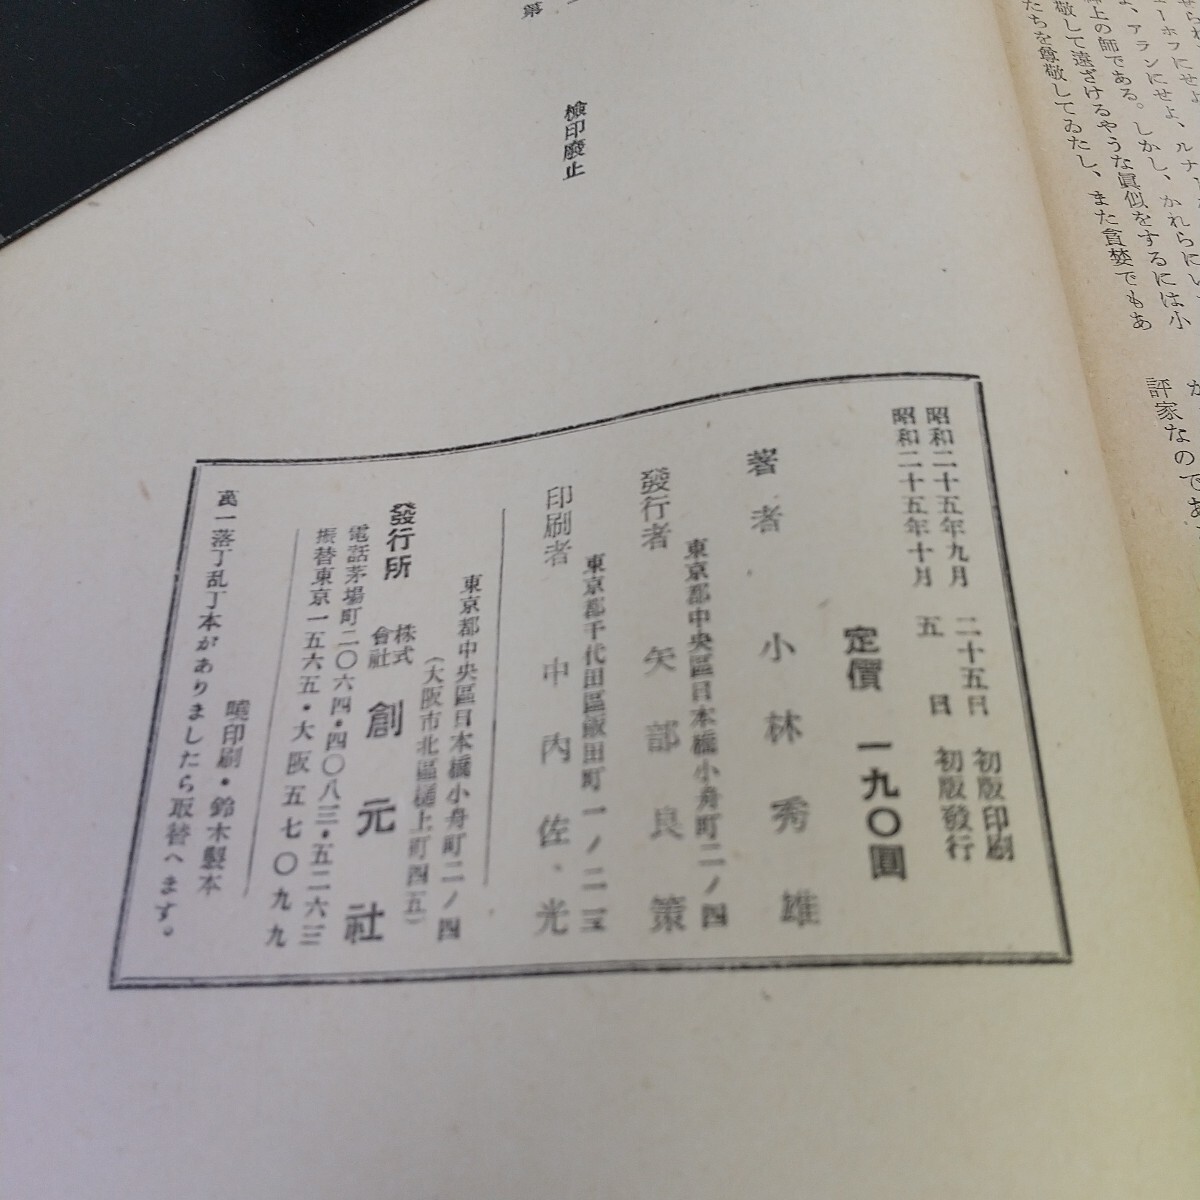 ーホフにせよ
よ、アランにせよ、ルナ
上の師である。しかし、かれらにい
敬して遠ざけるやうな眞似をするには小
たちを尊敬してゐたし、また貪婪でもあ
評家なのであ
第
檢印廢止
昭和二十五年九月 二十五日 初版印刷
昭和二十五年十月 五日 初版發行
定價 一九〇圓
著者 小林秀雄
東京都中央區日本橋小舟町二ノ四
發行者 矢部良策
東京都千代田區飯田町一ノ二三
印刷者 中内佐光
東京都中央區日本橋小舟町二ノ四
(大阪市北區樋上町四五)
發行所 株式會社 創元社
電話茅場町二〇六四・四〇八三・五二六三
振替東京一五六五・大阪五七〇九九
曉印刷・鈴木製本
萬一落丁乱丁本がありましたら取替へます。